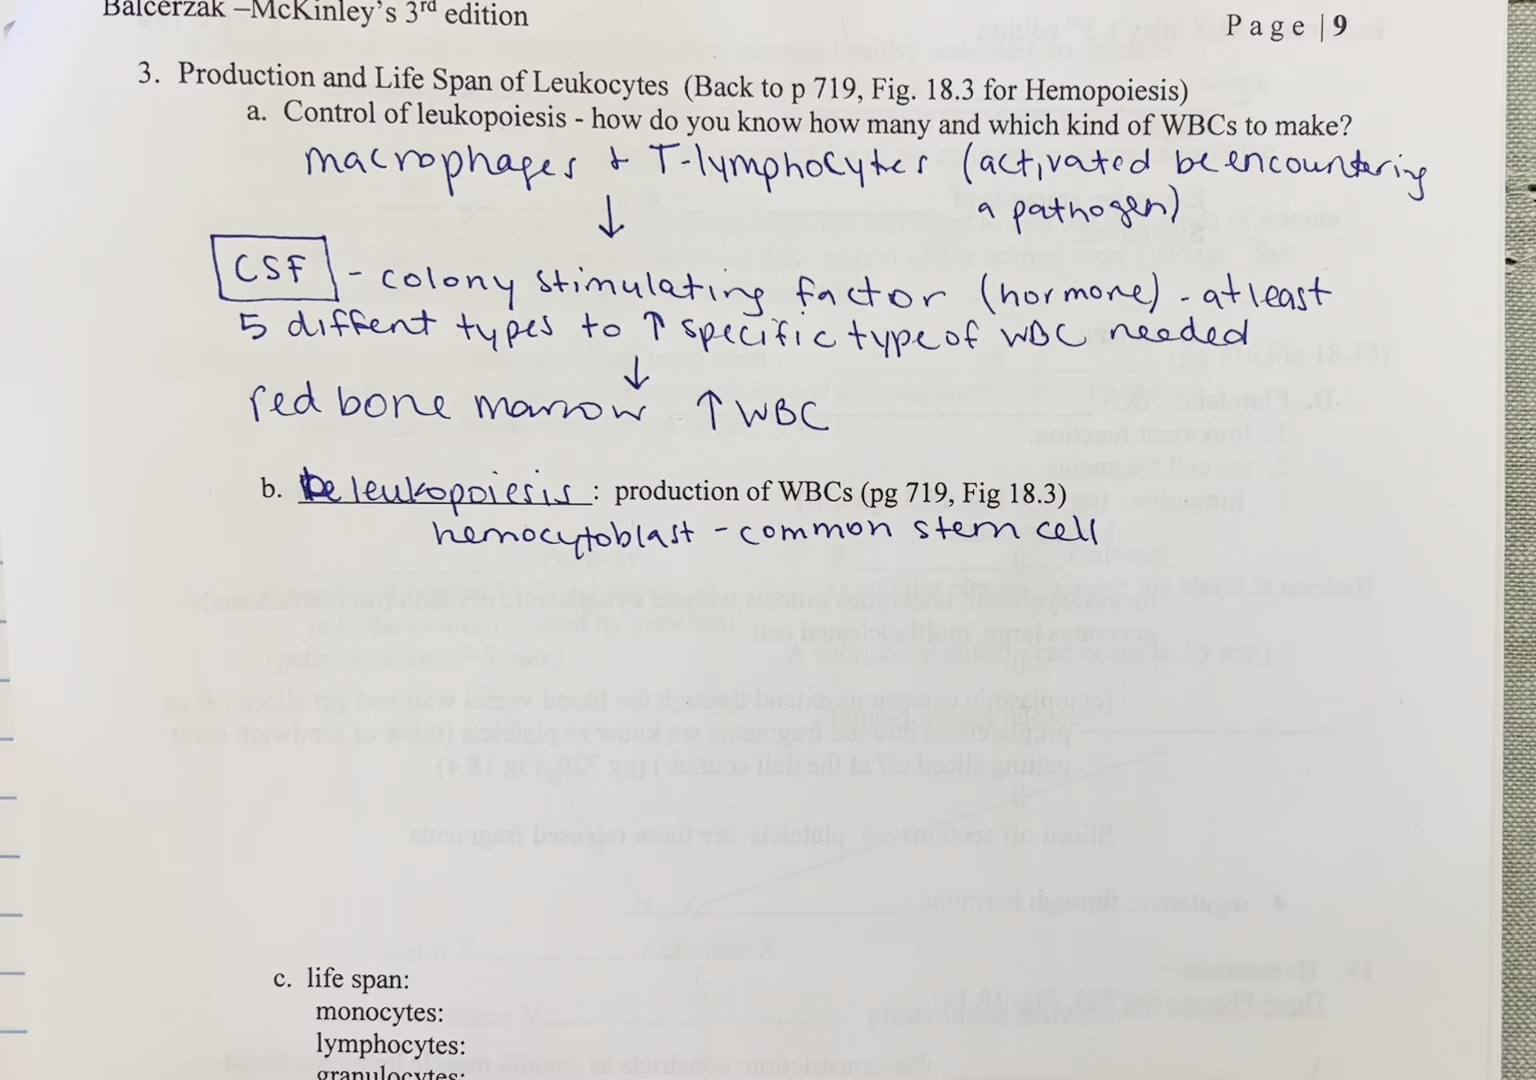 Balcerzak –McKinley's 3rd edition
Page | 9
3. Production and Life Span of Leukocytes (Back to p 719, Fig. 18.3 for Hemopoiesis)
a. Control of leukopoiesis - how do you know how many and which kind of WBCs to make?
macrophages + T-lymphocytes (activated be encountering
a pathogen)
↓
CSF - colony stimulating factor (hormone) - at least
5 diffent types to ↑ specific type of WBC needed
↓
red bone marrow ↑ WBC
b. leukopoiesis : production of WBCs (pg 719, Fig 18.3)
hemocytoblast - common stem cell
c. life span:
monocytes:
lymphocytes:
granulocytes: